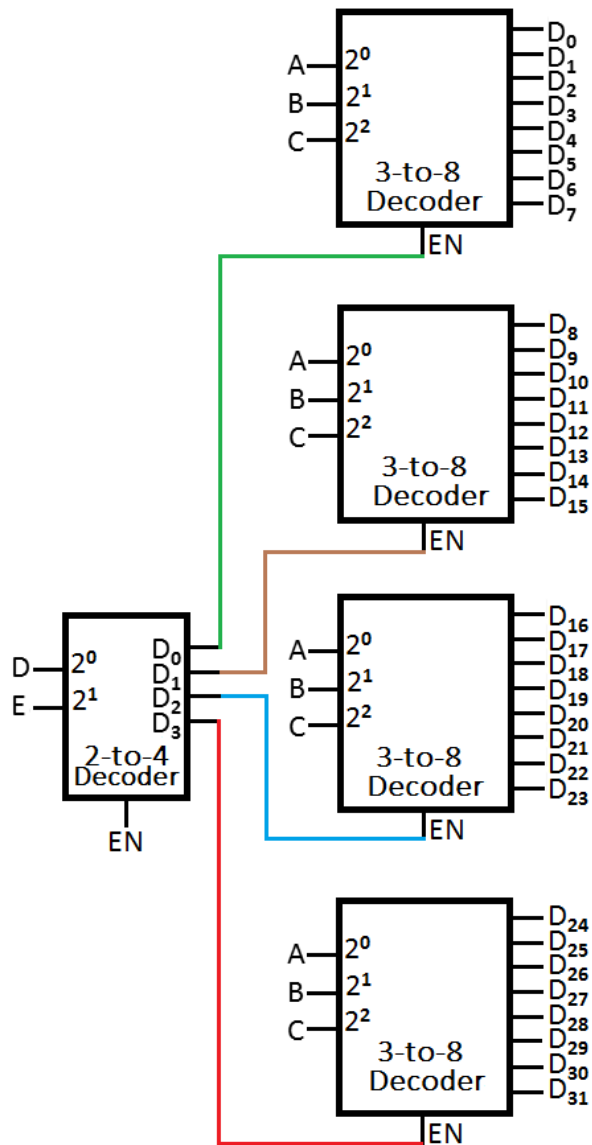 A 2⁰ D₀
B 2¹ D₁
C 2² D₂
D₃
D₄
D₅
D₆
D₇
3-to-8
Decoder
EN
A 2⁰ D₈
B 2¹ D₉
C 2² D₁₀
D₁₁
D₁₂
D₁₃
D₁₄
D₁₅
3-to-8
Decoder
EN
D 2⁰ D₀
E 2¹ D₁
D₂
D₃
2-to-4
Decoder
EN
A 2⁰ D₁₆
B 2¹ D₁₇
C 2² D₁₈
D₁₉
D₂₀
D₂₁
D₂₂
D₂₃
3-to-8
Decoder
EN
A 2⁰ D₂₄
B 2¹ D₂₅
C 2² D₂₆
D₂₇
D₂₈
D₂₉
D₃₀
D₃₁
3-to-8
Decoder
EN